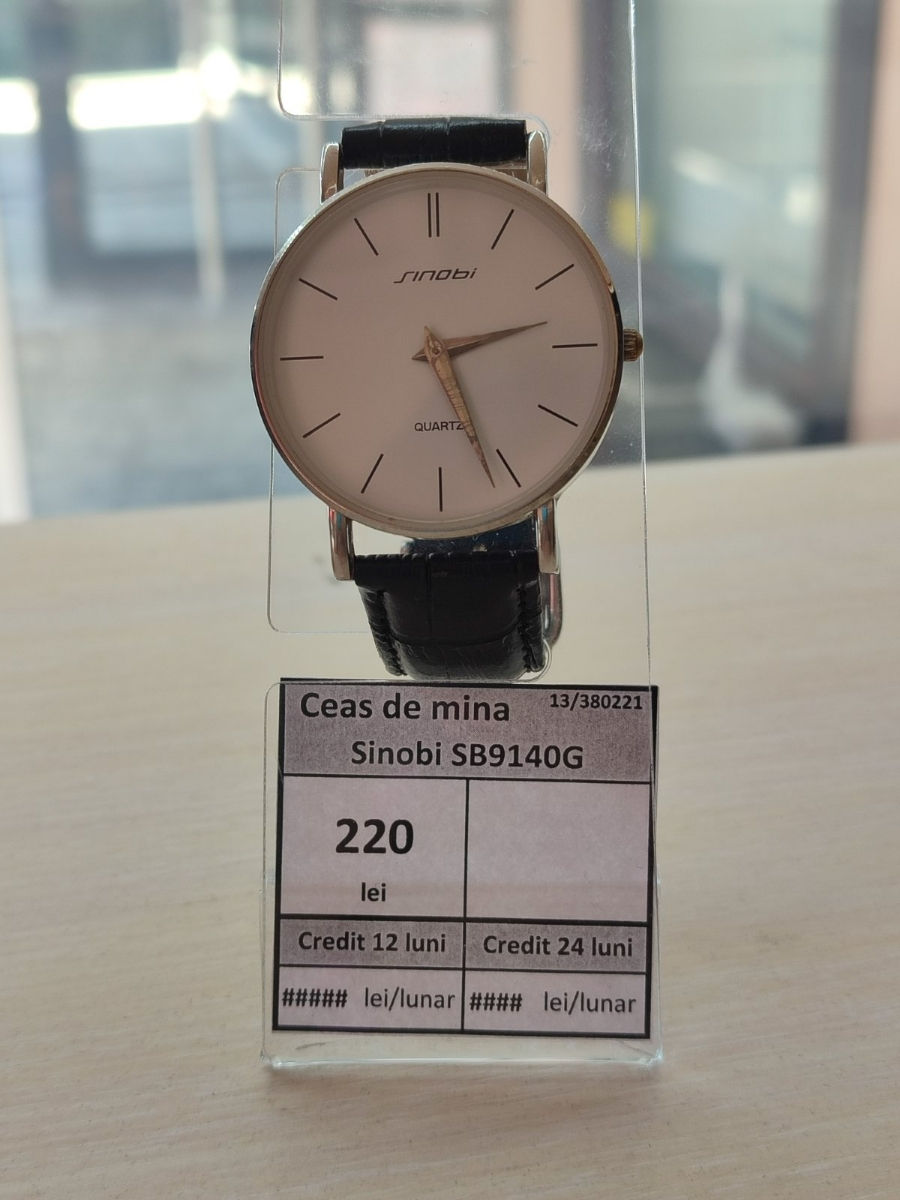 SINOBI
QUARTZ
Ceas de mina 13/380221
Sinobi SB9140G
220
lei
Credit 12 luni Credit 24 luni
##### lei/lunar #### lei/lunar